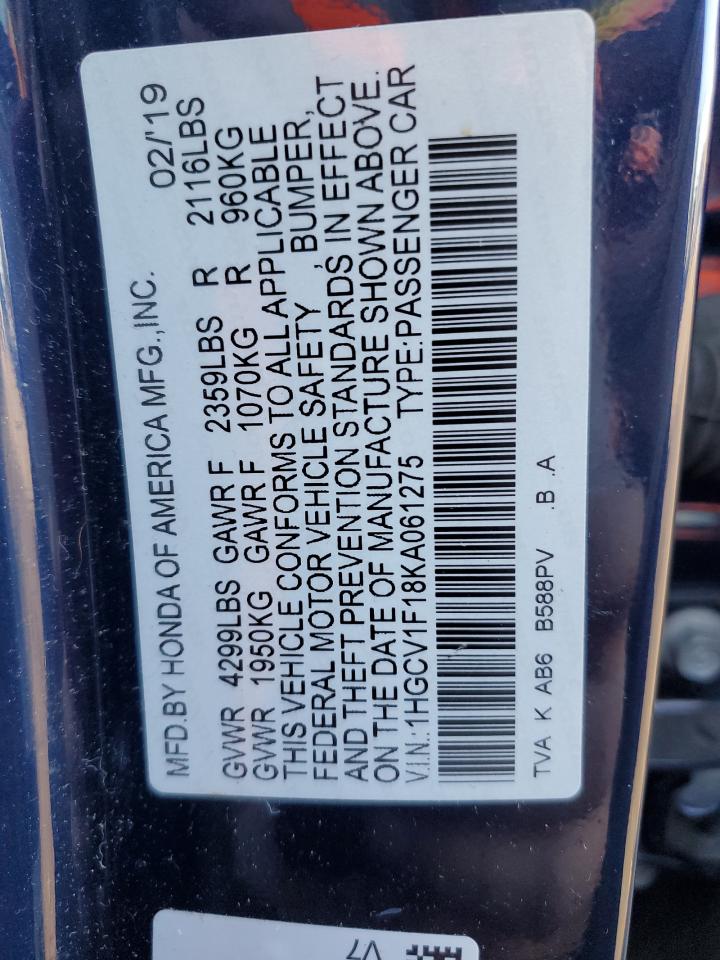 MFD.BY HONDA OF AMERICA MFG.,INC. 02/'19
GVWR 4299LBS GAWR F 2359LBS R 2116LBS
GVWR 1950KG GAWR F 1070KG R 960KG
THIS VEHICLE CONFORMS TO ALL APPLICABLE
FEDERAL MOTOR VEHICLE SAFETY , BUMPER,
AND THEFT PREVENTION STANDARDS IN EFFECT
ON THE DATE OF MANUFACTURE SHOWN ABOVE.
V.I.N.: 1HGCV1F18KA061275 TYPE:PASSENGER CAR
TVA K AB6 B588PV .B .A
V7